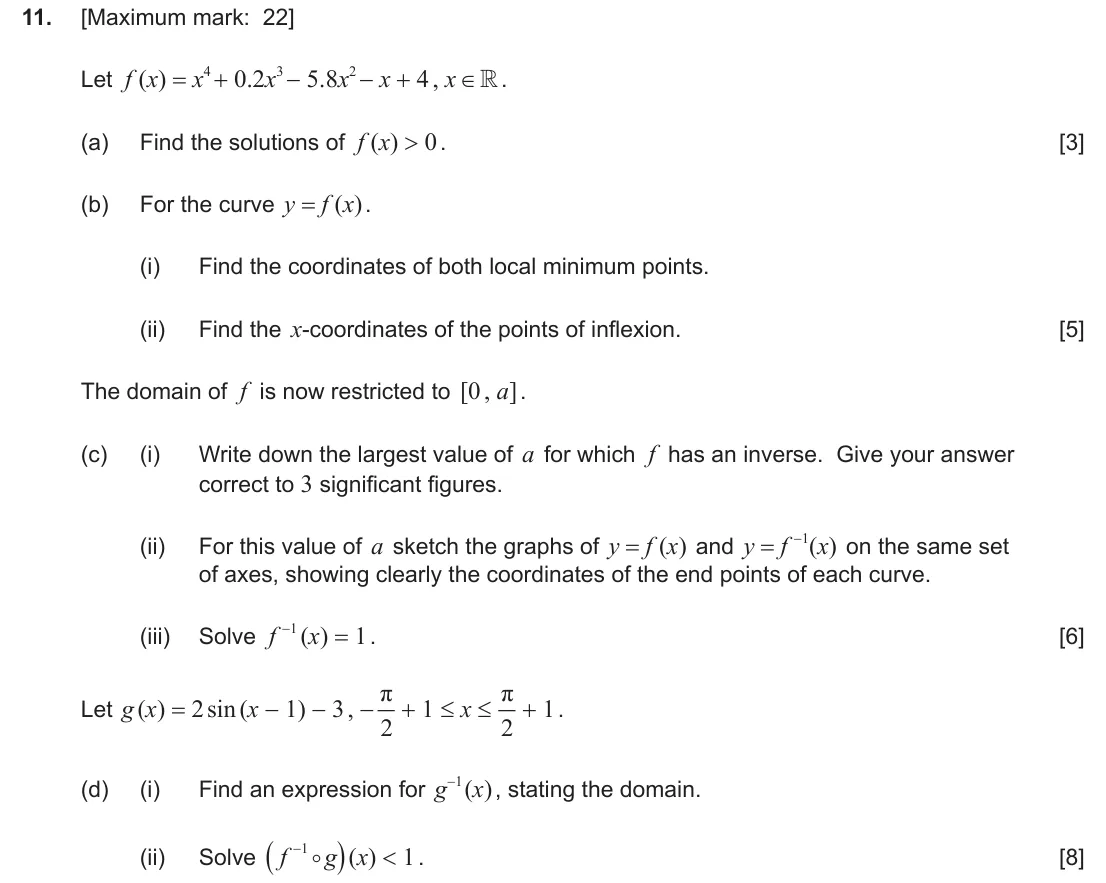 11. [Maximum mark: 22]
Let f(x) = x⁴ + 0.2x³ − 5.8x² − x + 4, x ∈ ℝ.
(a) Find the solutions of f(x) > 0. [3]
(b) For the curve y = f(x).
(i) Find the coordinates of both local minimum points.
(ii) Find the x-coordinates of the points of inflexion. [5]
The domain of f is now restricted to [0, a].
(c) (i) Write down the largest value of a for which f has an inverse. Give your answer
correct to 3 significant figures.
(ii) For this value of a sketch the graphs of y = f(x) and y = f⁻¹(x) on the same set
of axes, showing clearly the coordinates of the end points of each curve.
(iii) Solve f⁻¹(x) = 1. [6]
Let g(x) = 2 sin(x − 1) − 3, −π/2 + 1 ≤ x ≤ π/2 + 1.
(d) (i) Find an expression for g⁻¹(x), stating the domain.
(ii) Solve (f⁻¹ ∘ g)(x) < 1. [8]